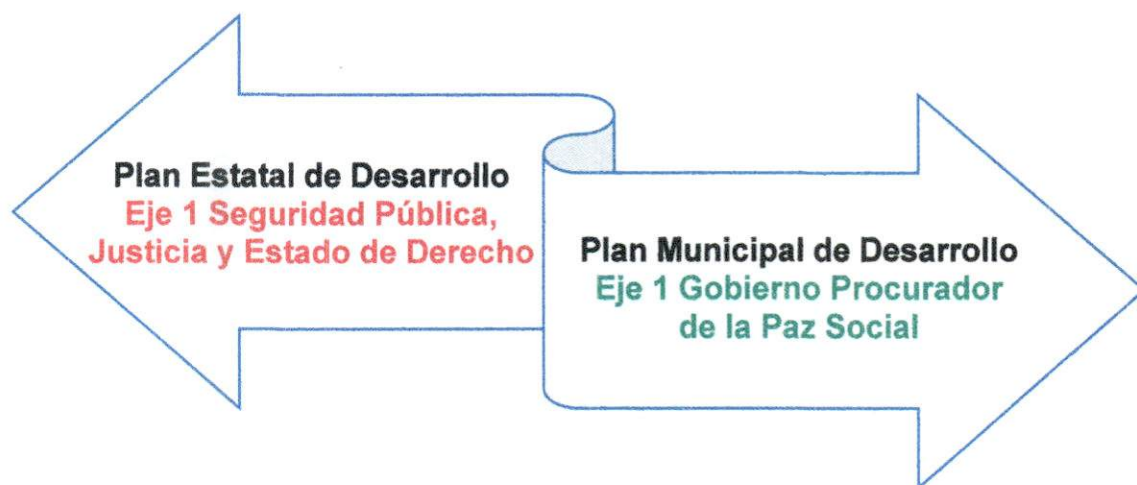 Plan Estatal de Desarrollo
Eje 1 Seguridad Pública,
Justicia y Estado de Derecho
Plan Municipal de Desarrollo
Eje 1 Gobierno Procurador
de la Paz Social